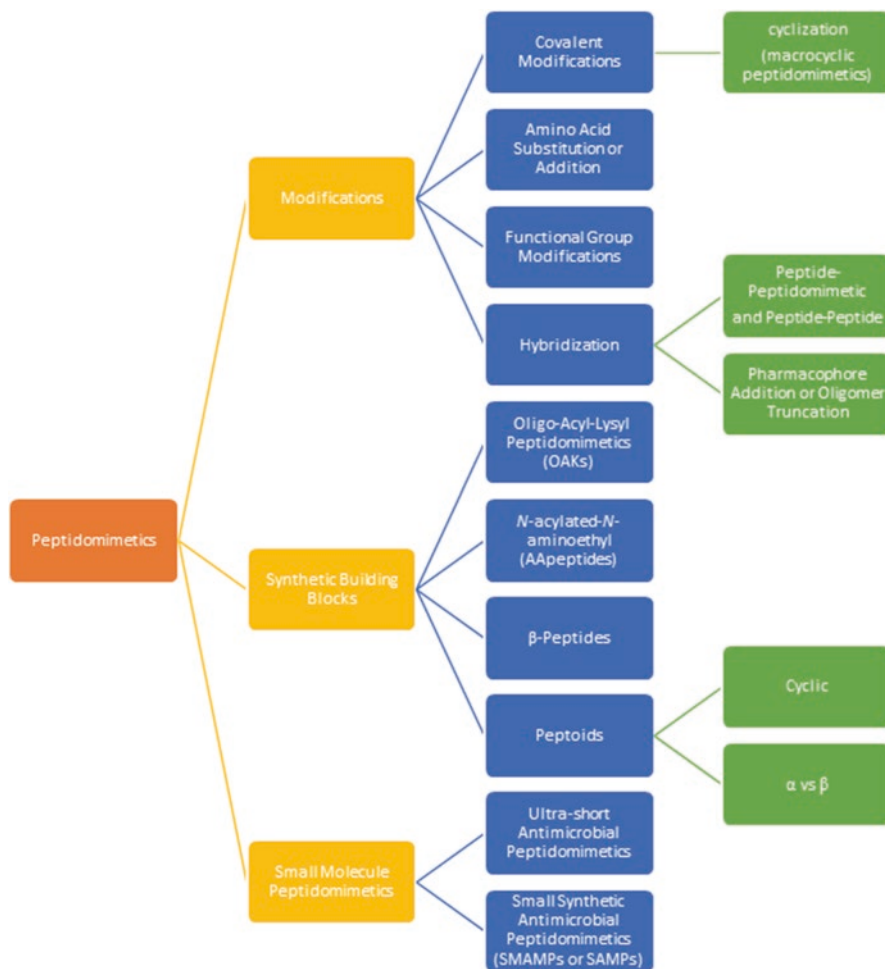 Peptidomimetics
Modifications
Covalent
Modifications
cyclization
(macrocyclic
peptidomimetics)
Amino Acid
Substitution or
Addition
Functional Group
Modifications
Hybridization
Peptide-
Peptidomimetic
and Peptide-Peptide
Pharmacophore
Addition or Oligomer
Truncation
Synthetic Building
Blocks
Oligo-Acyl-Lysyl
Peptidomimetics
(OAKs)
N-acylated-N-
aminoethyl
(AApeptides)
β-Peptides
Peptoids
Cyclic
α vs β
Small Molecule
Peptidomimetics
Ultra-short
Antimicrobial
Peptidomimetics
Small Synthetic
Antimicrobial
Peptidomimetics
(SMAMPs or SAMPs)